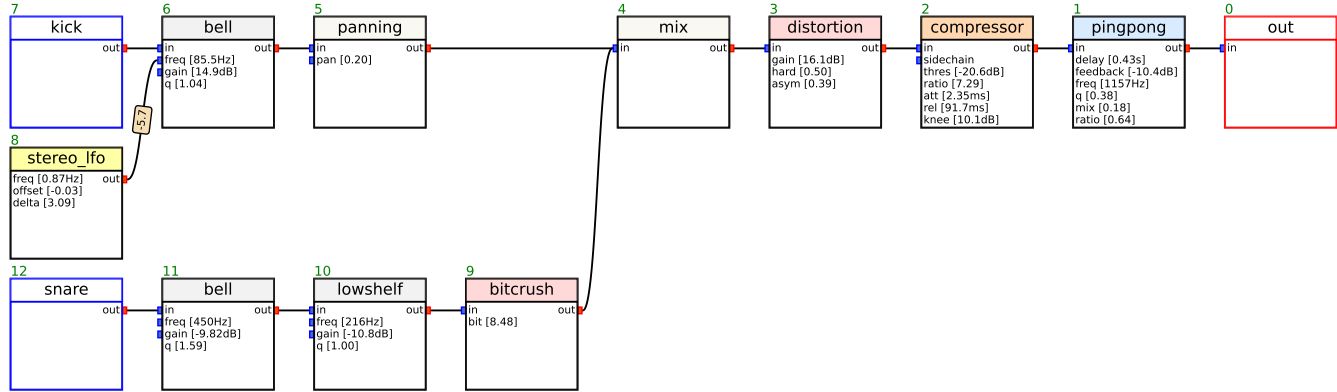 7
kick
out
6
bell
in out
freq [85.5Hz]
gain [14.9dB]
q [1.04]
5
panning
in out
pan [0.20]
4
mix
in out
3
distortion
in out
gain [16.1dB]
hard [0.50]
asym [0.39]
2
compressor
in out
sidechain
thres [-20.6dB]
ratio [7.29]
att [2.35ms]
rel [91.7ms]
knee [10.1dB]
1
pingpong
in out
delay [0.43s]
feedback [-10.4dB]
freq [1157Hz]
q [0.38]
mix [0.18]
ratio [0.64]
0
out
in
-5.7
8
stereo_lfo
freq [0.87Hz] out
offset [-0.03]
delta [3.09]
12
snare
out
11
bell
in out
freq [450Hz]
gain [-9.82dB]
q [1.59]
10
lowshelf
in out
freq [216Hz]
gain [-10.8dB]
q [1.00]
9
bitcrush
in out
bit [8.48]